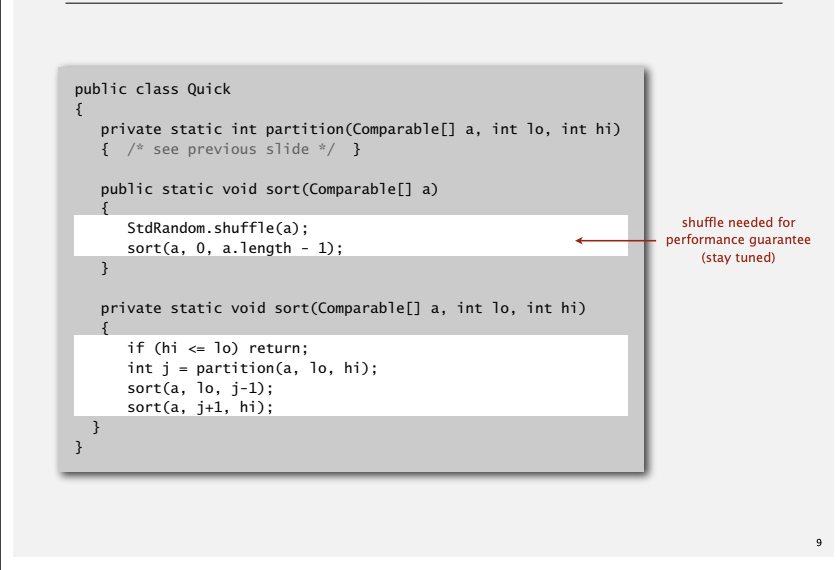 public class Quick
{
private static int partition(Comparable[] a, int lo, int hi)
{ /* see previous slide */ }
public static void sort(Comparable[] a)
{
StdRandom.shuffle(a);
sort(a, 0, a.length - 1);
}
shuffle needed for
performance guarantee
(stay tuned)
private static void sort(Comparable[] a, int lo, int hi)
{
if (hi <= lo) return;
int j = partition(a, lo, hi);
sort(a, lo, j-1);
sort(a, j+1, hi);
}
}
9